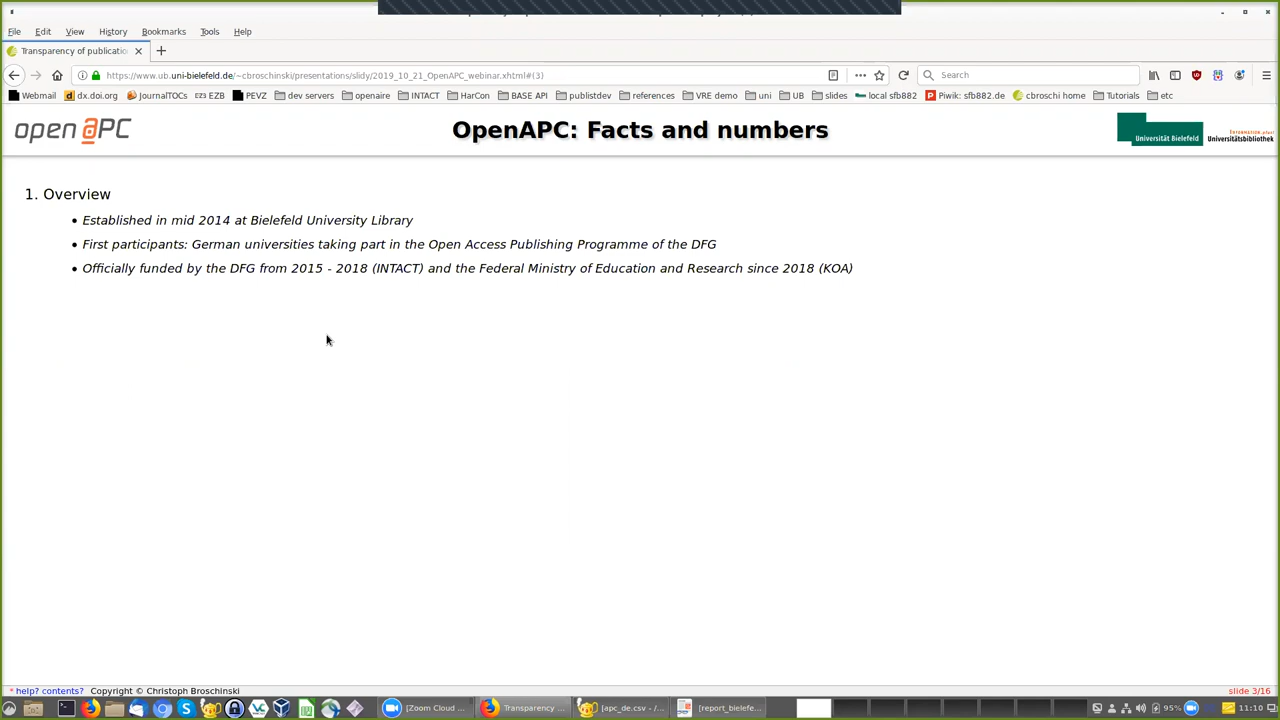 File Edit View History Bookmarks Tools Help
Transparency of publicatio
https://www.ub.uni-bielefeld.de/~cbroschinski/presentations/slidy/2019_10_21_OpenAPC_webinar.xhtml#(3)
Search
Webmail dx.doi.org JournalTOCs EZB EZB PEVZ dev servers openaire INTACT HarCon BASE API publistdev references VRE demo uni UB slides local sfb882 Piwik: sfb882.de cbroschi home Tutorials etc
open aPC
OpenAPC: Facts and numbers
Universität Bielefeld
Universitätsbibliothek
1. Overview
• Established in mid 2014 at Bielefeld University Library
• First participants: German universities taking part in the Open Access Publishing Programme of the DFG
• Officially funded by the DFG from 2015 - 2018 (INTACT) and the Federal Ministry of Education and Research since 2018 (KOA)
* help? contents? Copyright © Christoph Broschinski
slide 3/16
[Zoom Cloud ... Transparency ... [apc_de.csv - /... [report_bielefe...
95% 11:10